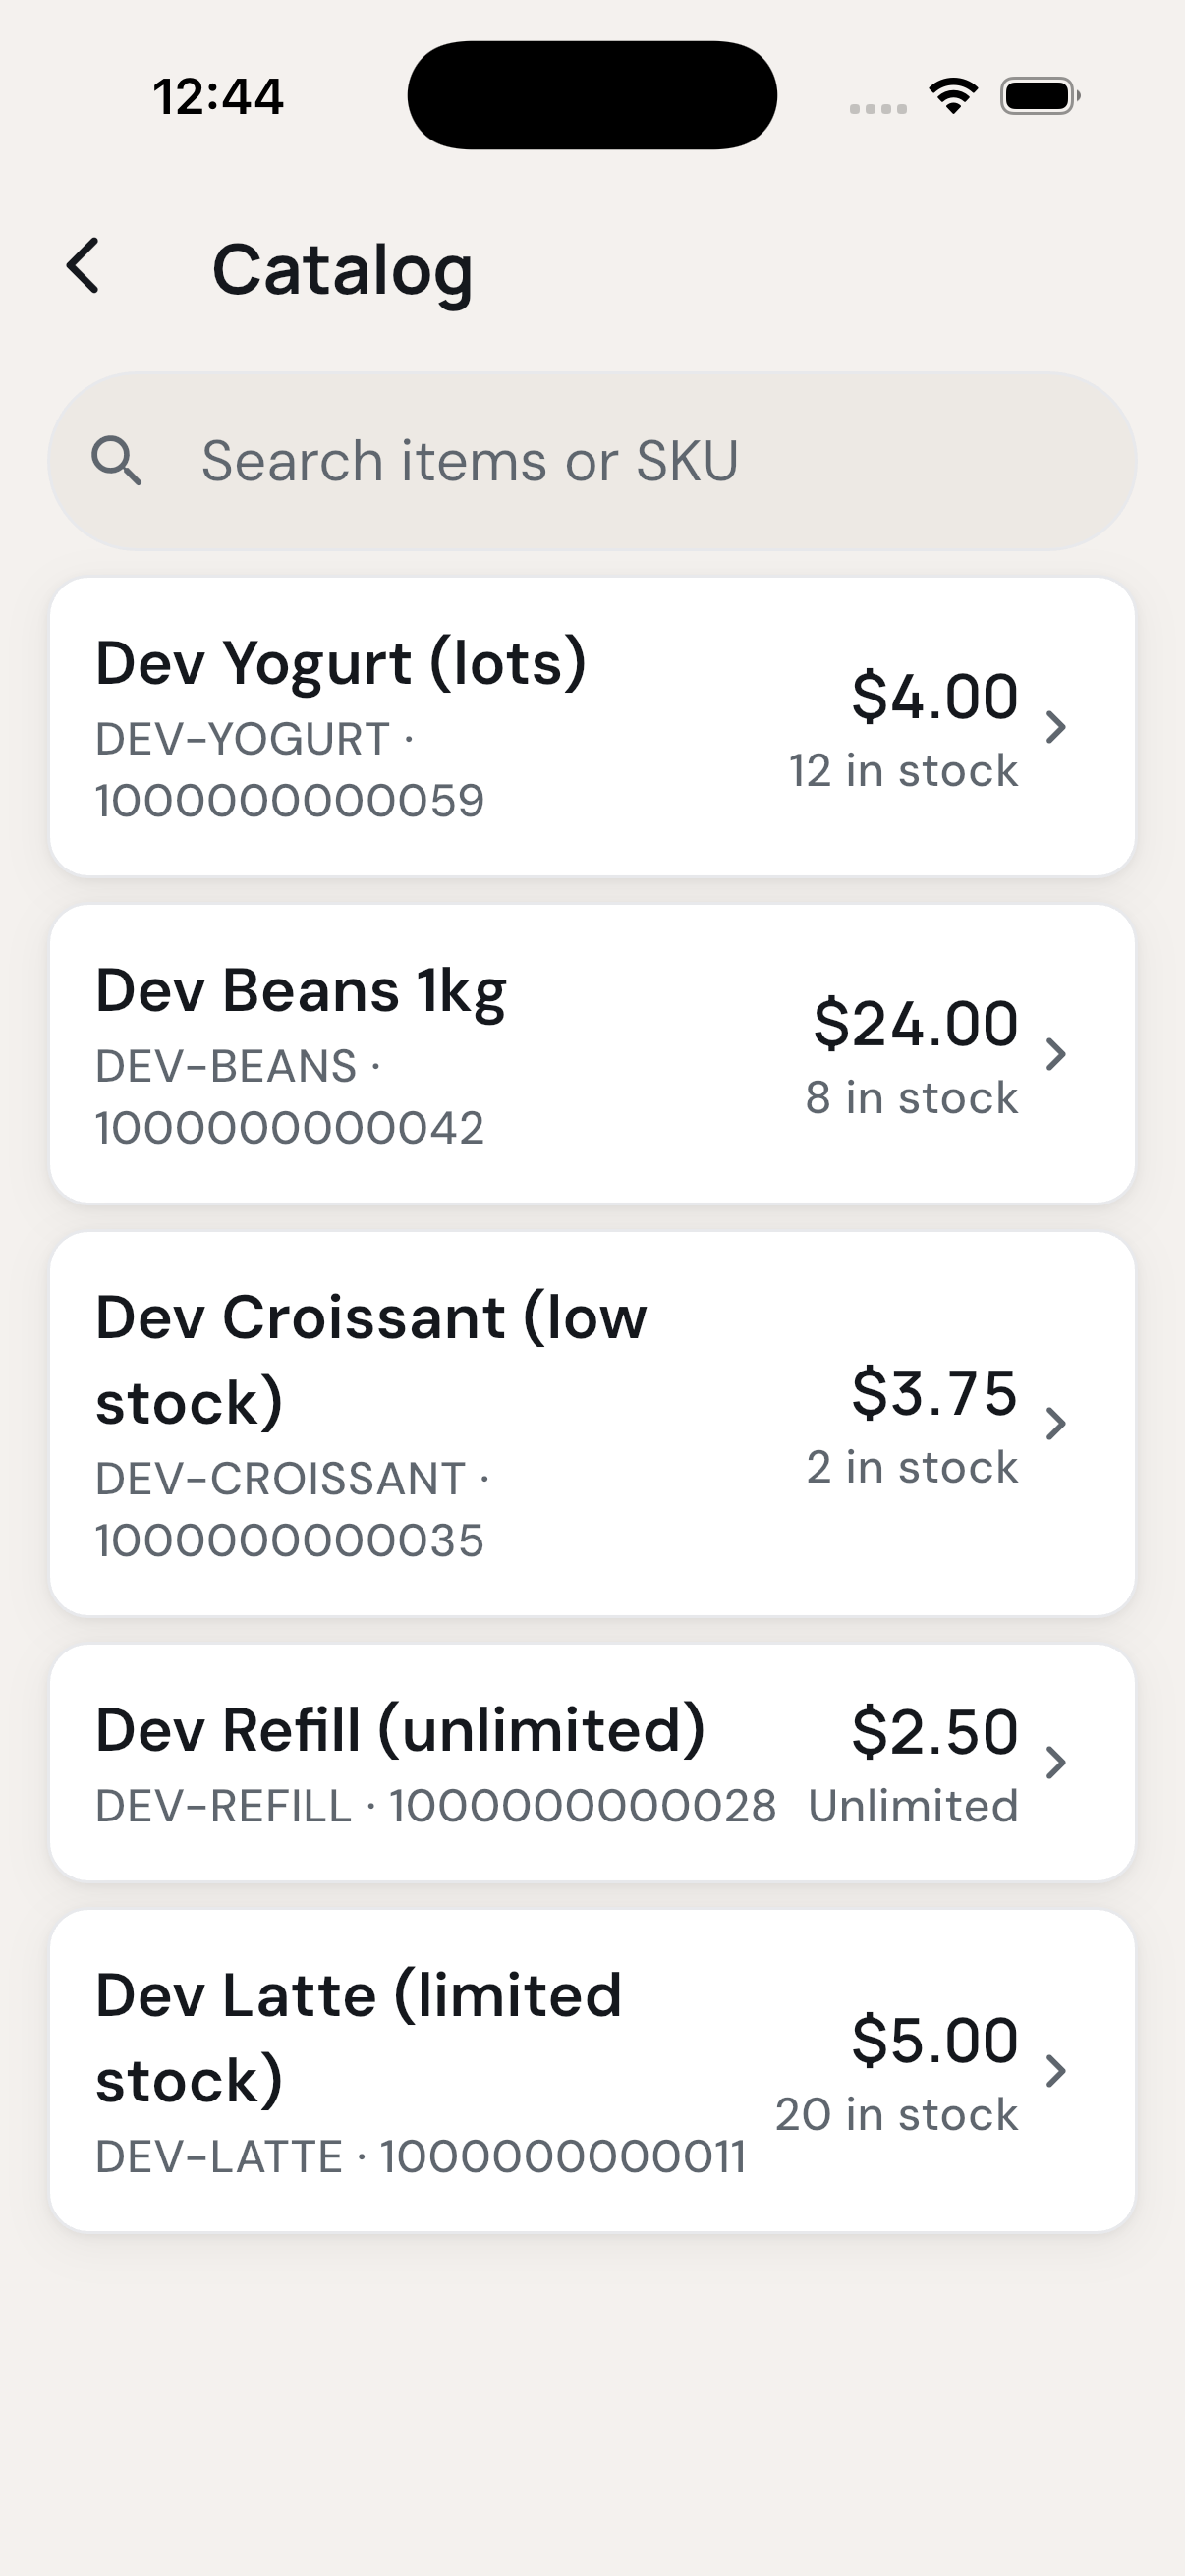 12:44
Catalog
Search items or SKU
Dev Yogurt (lots)
DEV-YOGURT ·
1000000000059
$4.00
12 in stock
Dev Beans 1kg
DEV-BEANS ·
1000000000042
$24.00
8 in stock
Dev Croissant (low
stock)
DEV-CROISSANT ·
1000000000035
$3.75
2 in stock
Dev Refill (unlimited)
DEV-REFILL · 1000000000028
$2.50
Unlimited
Dev Latte (limited
stock)
DEV-LATTE · 1000000000011
$5.00
20 in stock